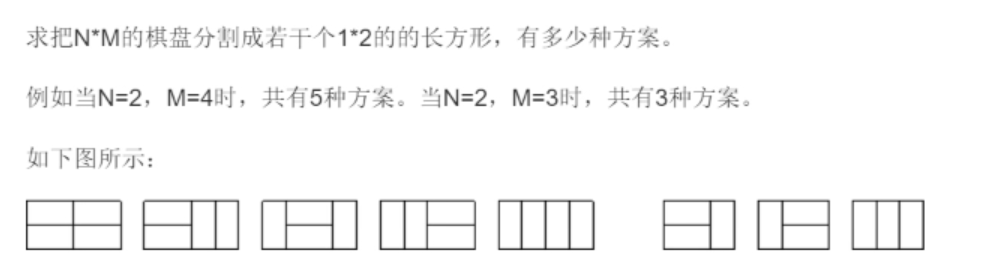 求把N*M的棋盘分割成若干个1*2的的长方形，有多少种方案。
例如当N=2，M=4时，共有5种方案。当N=2，M=3时，共有3种方案。
如下图所示：